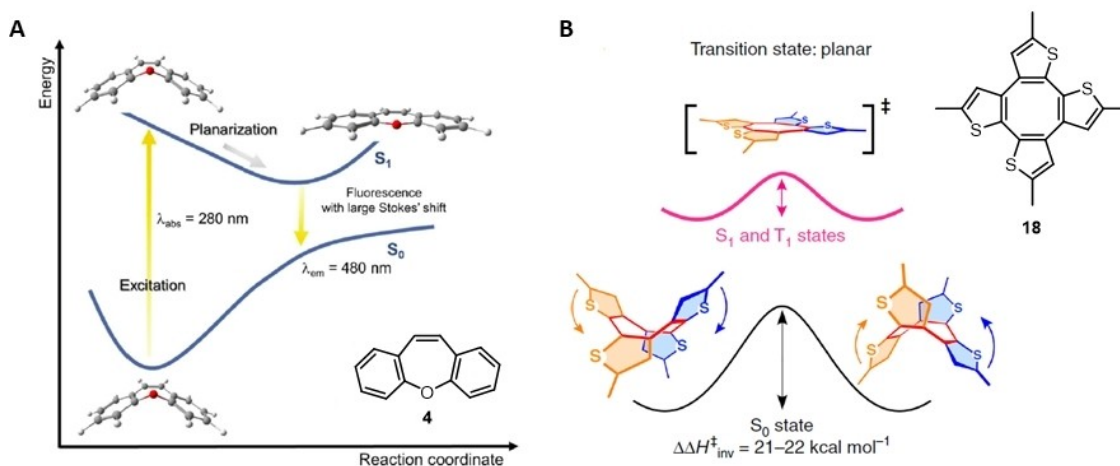 A
Energy
Planarization
S₁
Fluorescence
with large Stokes' shift
λabs = 280 nm
S₀
λem = 480 nm
Excitation
O
4
Reaction coordinate
B
Transition state: planar
[ S S S ]‡
S₁ and T₁ states
S
S
S
S
18
S
S
S
S
S
S
S₀ state
ΔΔH‡inv = 21–22 kcal mol⁻¹